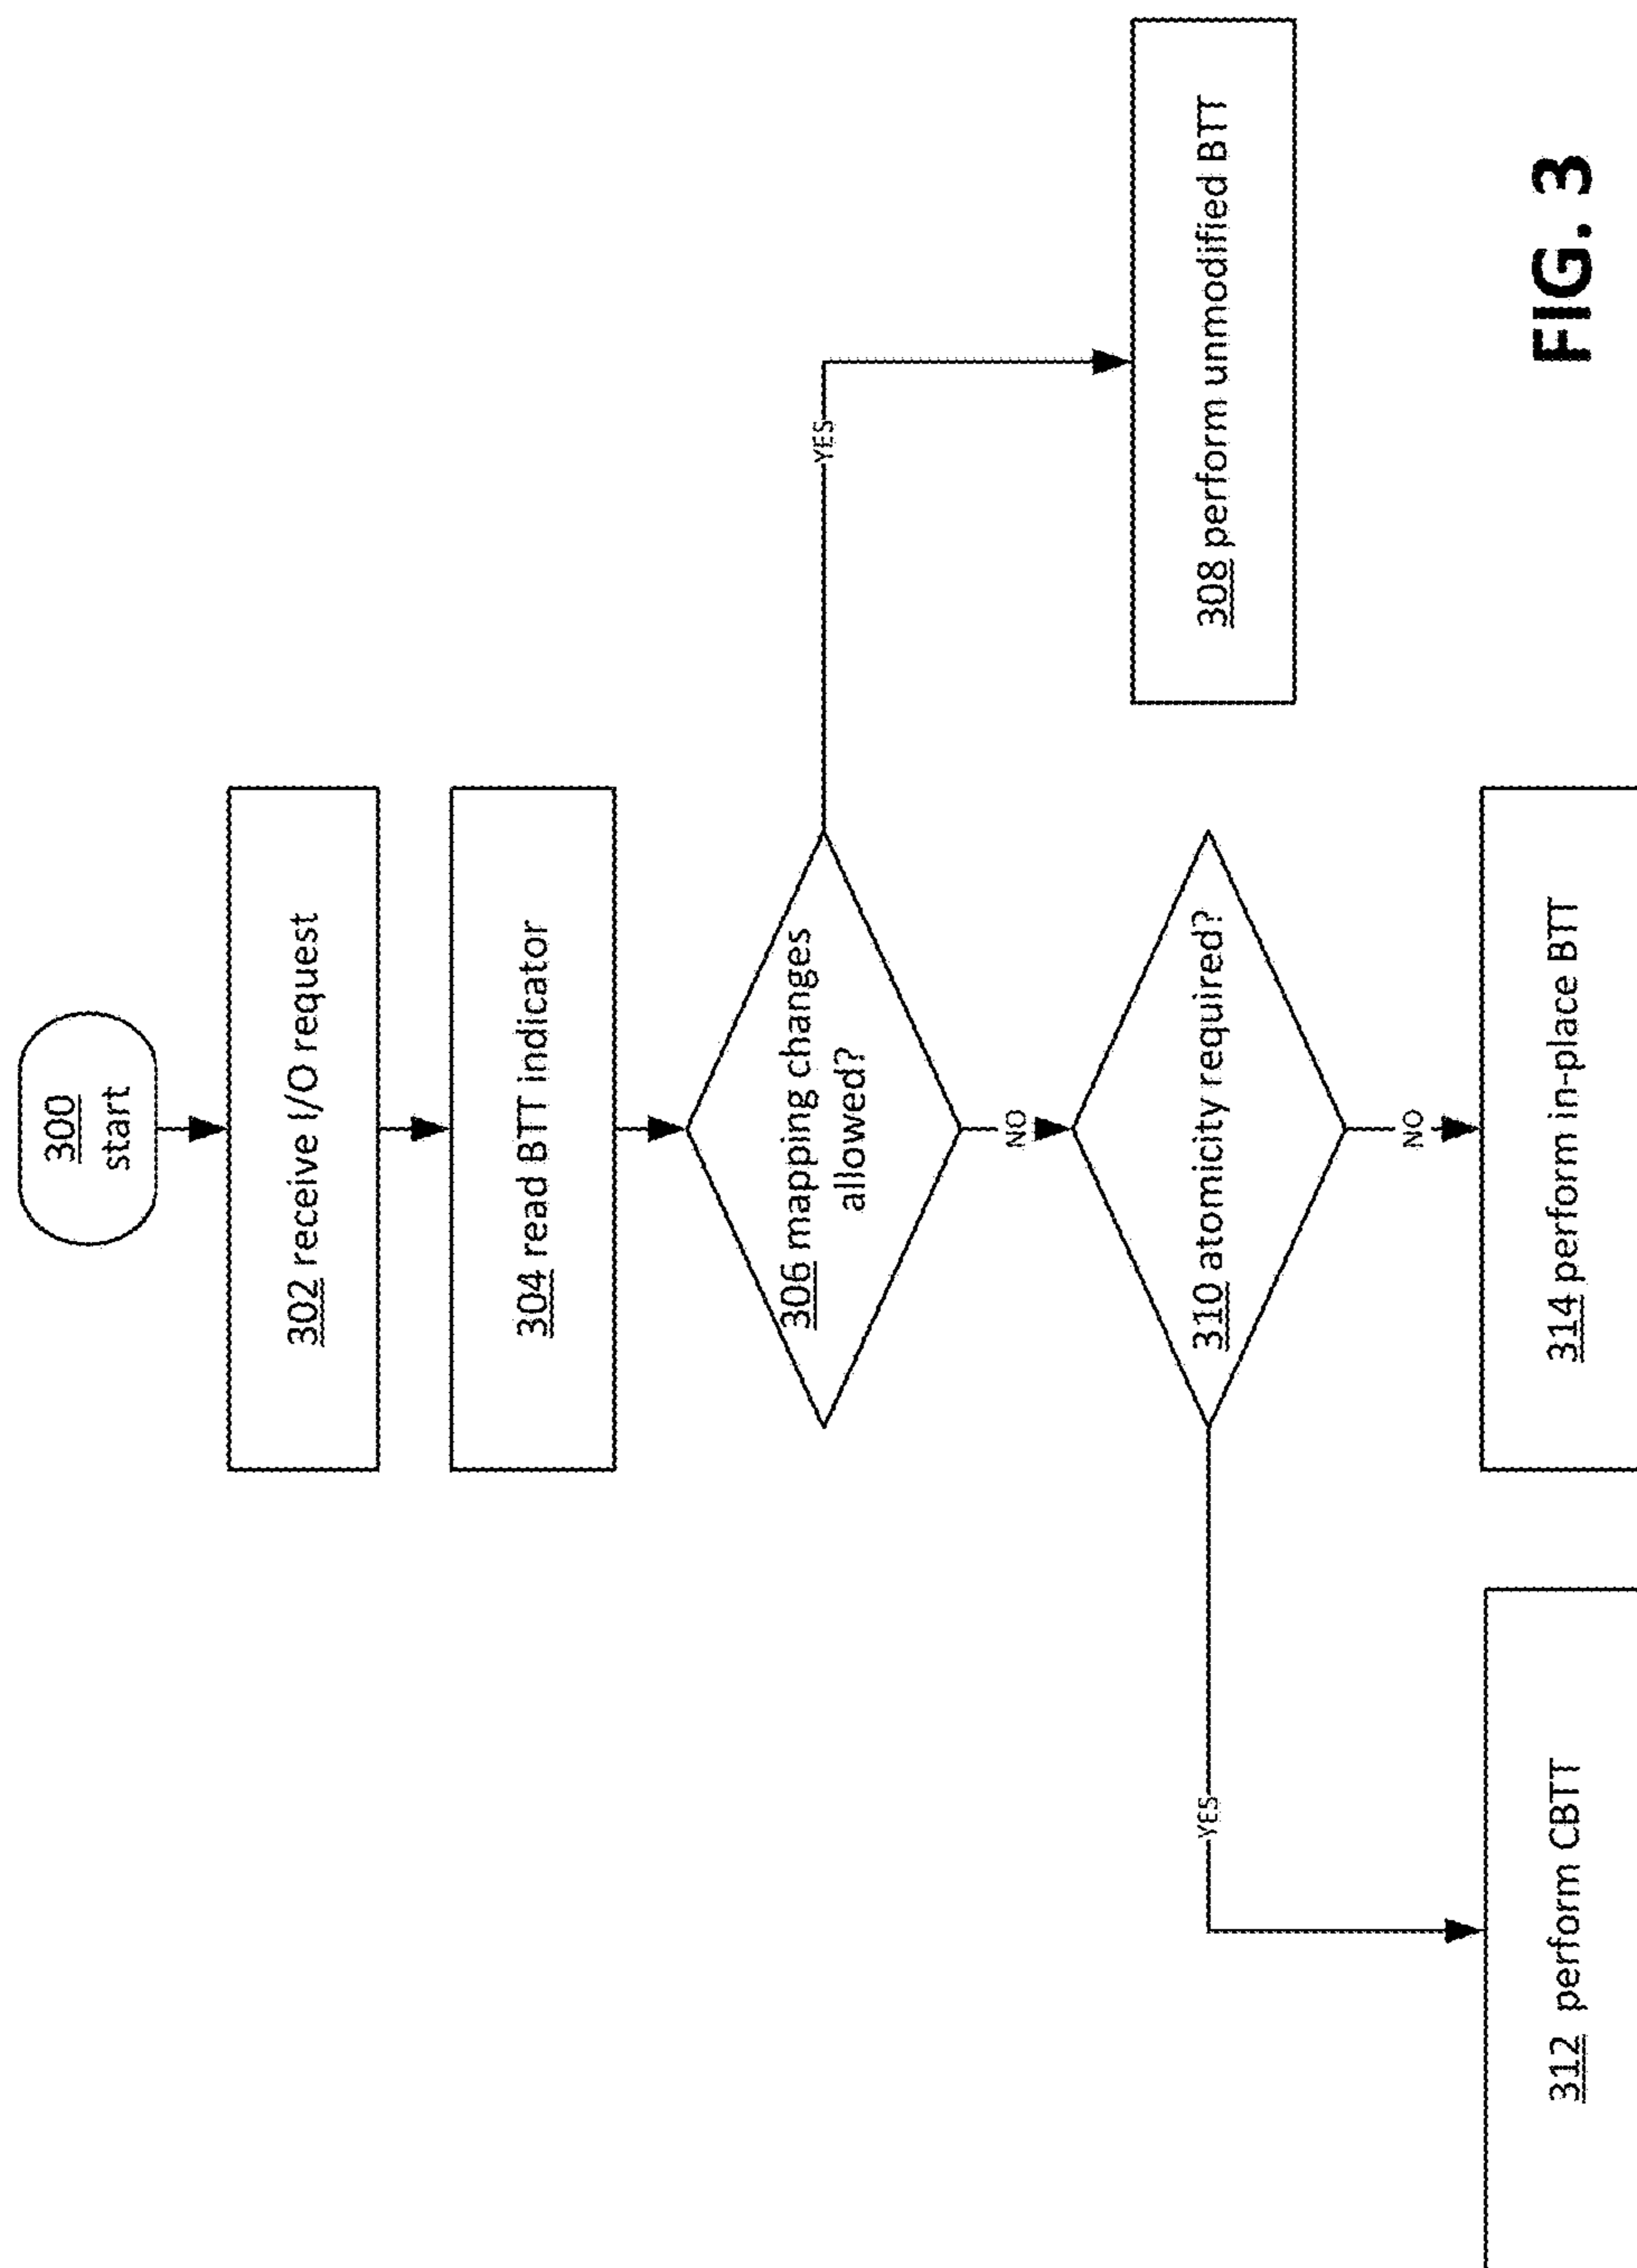 300
start
302 receive I/O request
304 read BTT indicator
306 mapping changes
allowed?
YES
NO
308 perform unmodified BTT
310 atomicity required?
YES
NO
312 perform CBTT
314 perform in-place BTT
FIG. 3